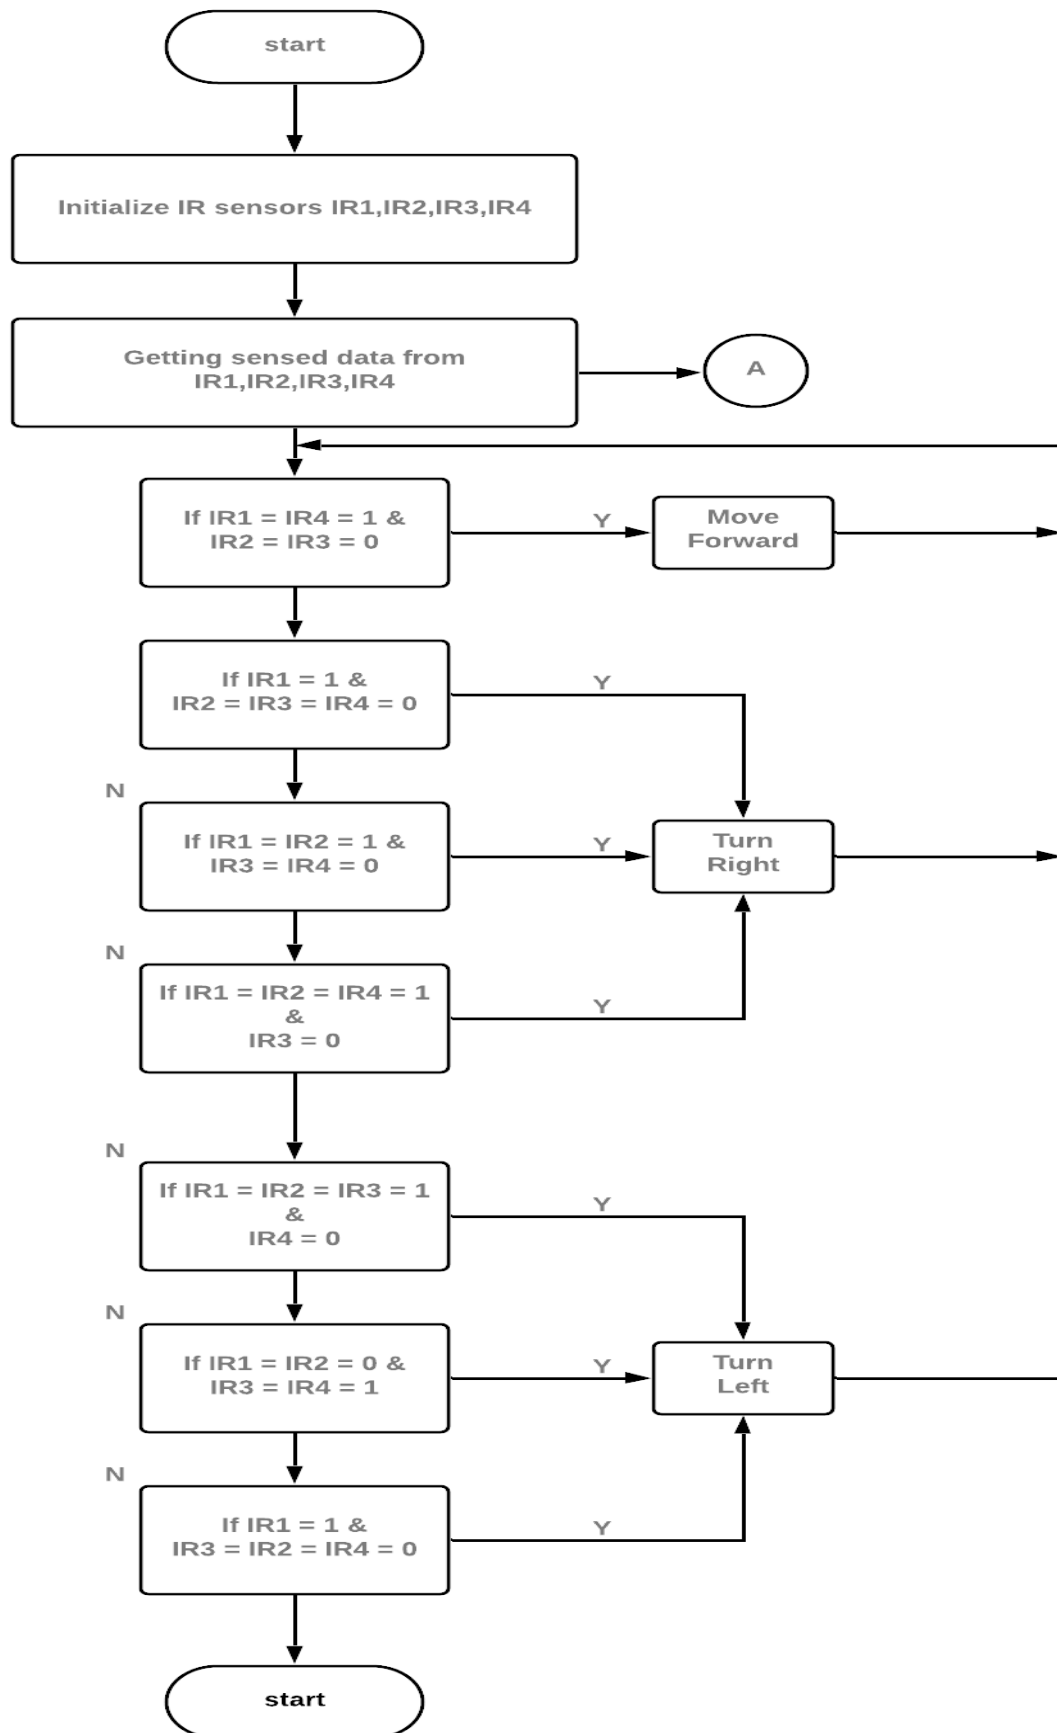 start
Initialize IR sensors IR1,IR2,IR3,IR4
Getting sensed data from
IR1,IR2,IR3,IR4
A
If IR1 = IR4 = 1 &
IR2 = IR3 = 0
Y
Move
Forward
If IR1 = 1 &
IR2 = IR3 = IR4 = 0
Y
N
If IR1 = IR2 = 1 &
IR3 = IR4 = 0
Y
Turn
Right
N
If IR1 = IR2 = IR4 = 1
&
IR3 = 0
Y
N
If IR1 = IR2 = IR3 = 1
&
IR4 = 0
Y
N
If IR1 = IR2 = 0 &
IR3 = IR4 = 1
Y
Turn
Left
N
If IR1 = 1 &
IR3 = IR2 = IR4 = 0
Y
start